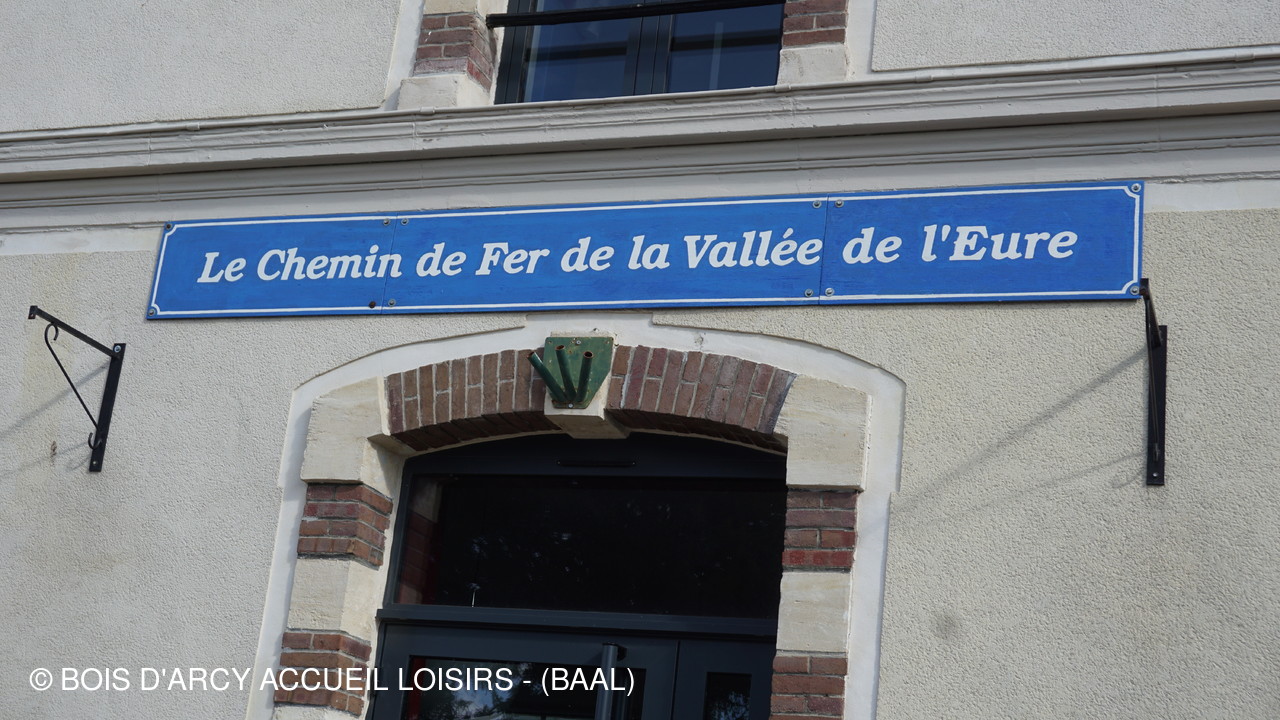 Le Chemin de Fer de la Vallée de l'Eure
© BOIS D'ARCY ACCUEIL LOISIRS - (BAAL)